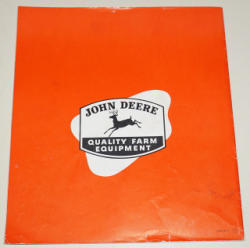 JOHN DEERE
QUALITY FARM
EQUIPMENT